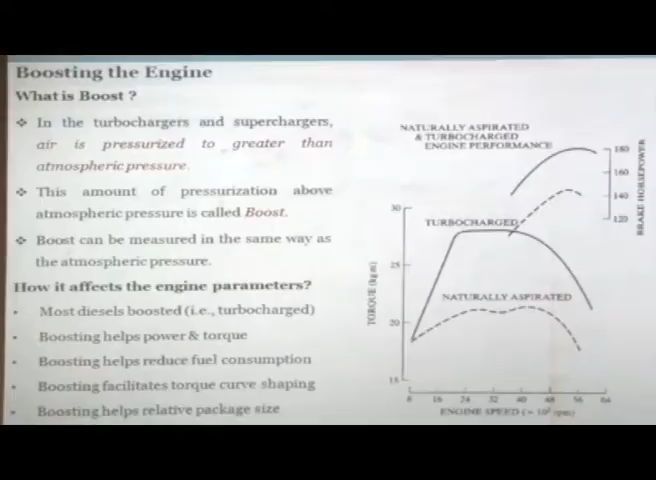 Boosting the Engine
What is Boost ?
❖ In the turbochargers and superchargers,
air is pressurized to greater than
atmospheric pressure.
❖ This amount of pressurization above
atmospheric pressure is called Boost.
❖ Boost can be measured in the same way as
the atmospheric pressure.
How it affects the engine parameters?
• Most diesels boosted (i.e., turbocharged)
• Boosting helps power & torque
• Boosting helps reduce fuel consumption
• Boosting facilitates torque curve shaping
• Boosting helps relative package size
NATURALLY ASPIRATED
& TURBOCHARGED
ENGINE PERFORMANCE
180
160
140
120
BRAKE HORSEPOWER
30
25
20
15
TORQUE (kgm)
TURBOCHARGED
NATURALLY ASPIRATED
8 16 24 32 40 48 56 64
ENGINE SPEED (× 10² rpm)